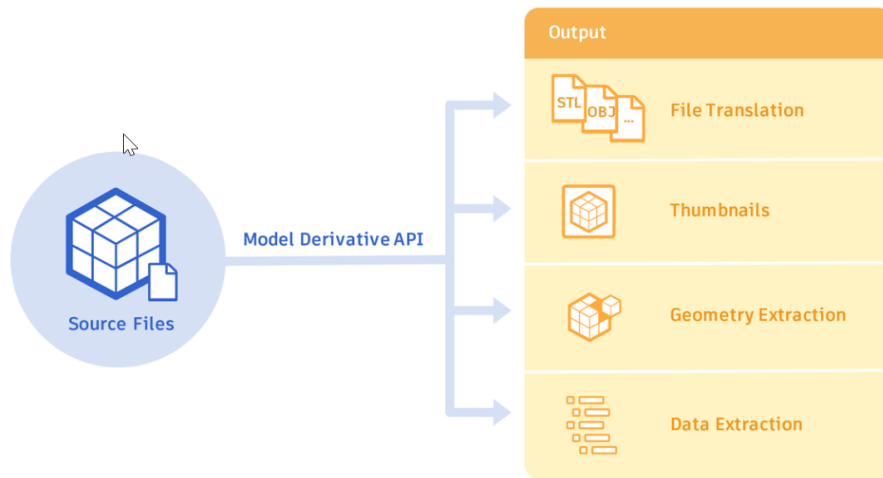 Output
STL
OBJ
...
File Translation
Thumbnails
Model Derivative API
Geometry Extraction
Source Files
Data Extraction